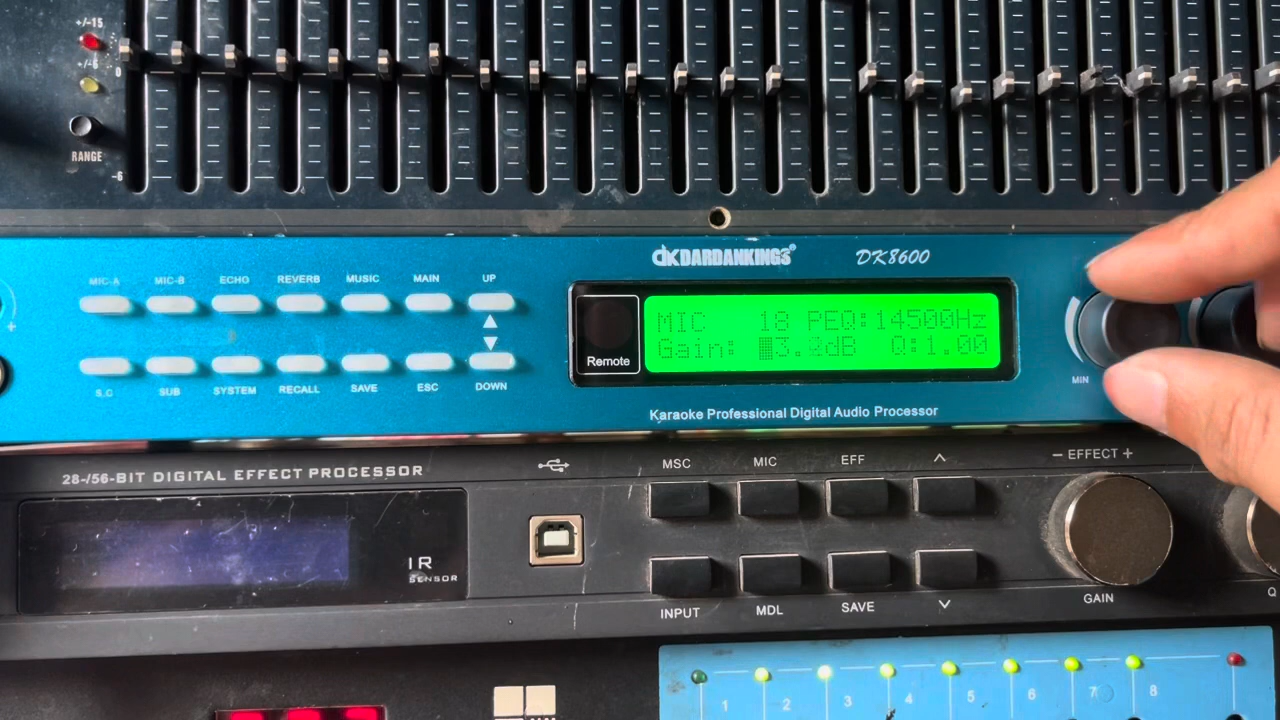 +/-15
+/-6
0
RANGE
-6
DARDANKINGS®
DK8600
MIC-A MIC-B ECHO REVERB MUSIC MAIN UP
MIC 18 PEQ:14500Hz
dB Q:1.00
Gain:
Remote
S.C SUB SYSTEM RECALL SAVE ESC DOWN
MIN
Karaoke Professional Digital Audio Processor
28-/56-BIT DIGITAL EFFECT PROCESSOR
MSC MIC EFF
− EFFECT +
IR
SENSOR
INPUT MDL SAVE
GAIN
Q
1 2 3 4 5 6 7 8